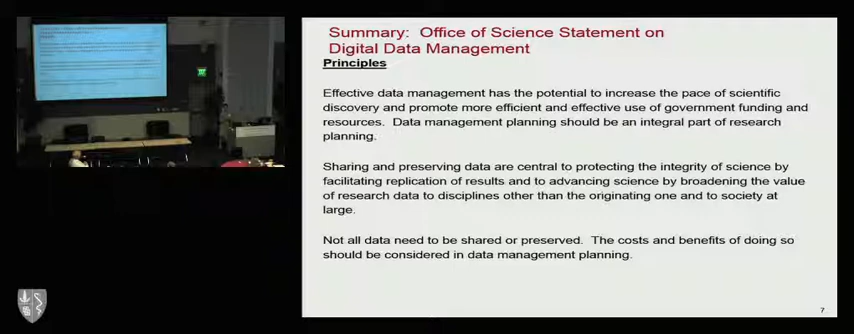 Summary: Office of Science Statement on
Digital Data Management
Principles
Effective data management has the potential to increase the pace of scientific
discovery and promote more efficient and effective use of government funding and
resources. Data management planning should be an integral part of research
planning.
Sharing and preserving data are central to protecting the integrity of science by
facilitating replication of results and to advancing science by broadening the value
of research data to disciplines other than the originating one and to society at
large.
Not all data need to be shared or preserved. The costs and benefits of doing so
should be considered in data management planning.
7